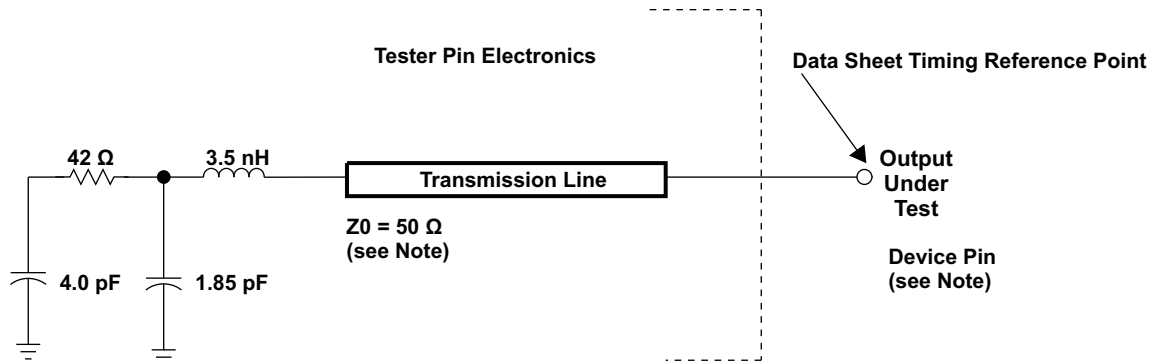 Tester Pin Electronics
Data Sheet Timing Reference Point
42 Ω
3.5 nH
Transmission Line
Output
Under
Test
Z0 = 50 Ω
(see Note)
Device Pin
(see Note)
4.0 pF
1.85 pF